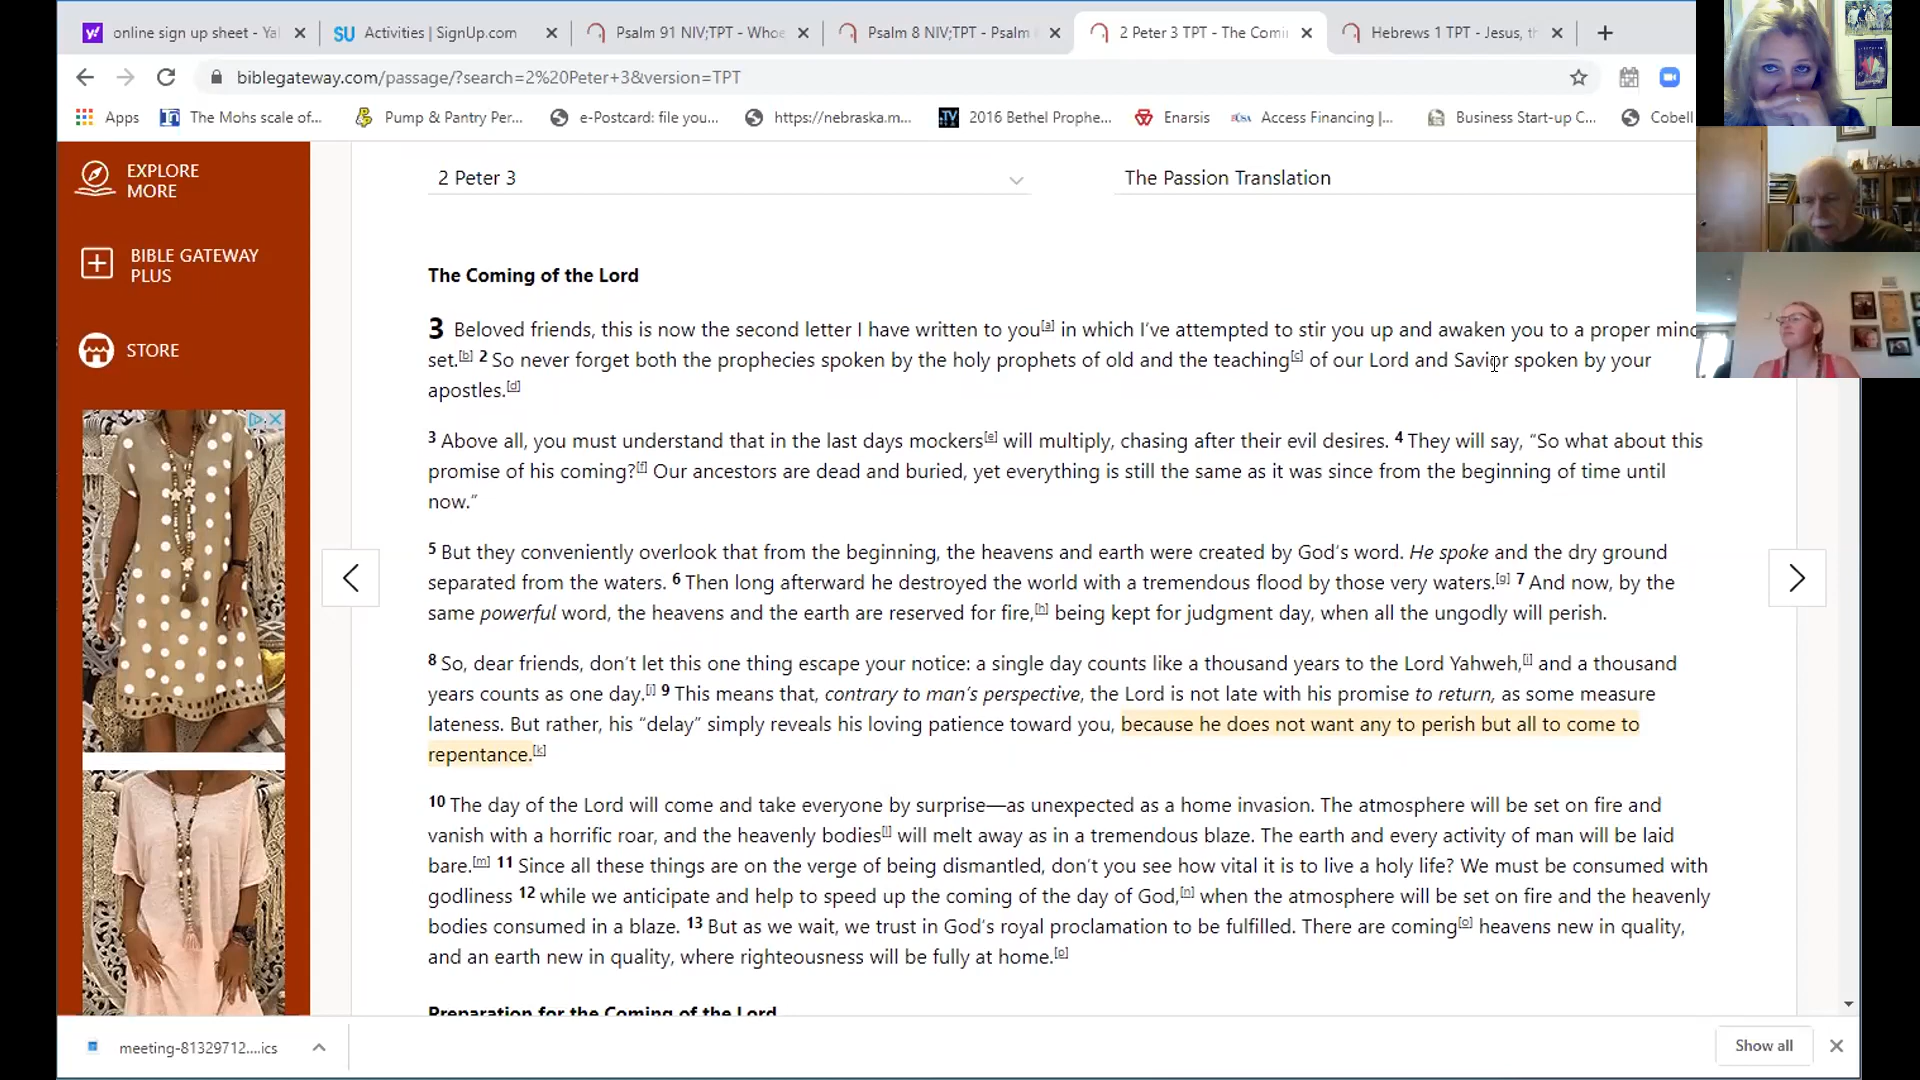 online sign up sheet - Ya
Activities | SignUp.com
Psalm 91 NIV;TPT - Whoe
Psalm 8 NIV;TPT - Psalm
2 Peter 3 TPT - The Comi
Hebrews 1 TPT - Jesus, th
biblegateway.com/passage/?search=2%20Peter+3&version=TPT
Apps
The Mohs scale of...
Pump & Pantry Per...
e-Postcard: file you...
https://nebraska.m...
2016 Bethel Prophe...
Enarsis
Access Financing |...
Business Start-up C...
Cobell
EXPLORE
MORE
BIBLE GATEWAY
PLUS
STORE
2 Peter 3
The Passion Translation
The Coming of the Lord
3 Beloved friends, this is now the second letter I have written to you[a] in which I've attempted to stir you up and awaken you to a proper mind
set.[b] 2 So never forget both the prophecies spoken by the holy prophets of old and the teaching[c] of our Lord and Savior spoken by your
apostles.[d]
3 Above all, you must understand that in the last days mockers[e] will multiply, chasing after their evil desires. 4 They will say, “So what about this
promise of his coming?[f] Our ancestors are dead and buried, yet everything is still the same as it was since from the beginning of time until
now.”
5 But they conveniently overlook that from the beginning, the heavens and earth were created by God’s word. He spoke and the dry ground
separated from the waters. 6 Then long afterward he destroyed the world with a tremendous flood by those very waters.[g] 7 And now, by the
same powerful word, the heavens and the earth are reserved for fire,[h] being kept for judgment day, when all the ungodly will perish.
8 So, dear friends, don’t let this one thing escape your notice: a single day counts like a thousand years to the Lord Yahweh,[i] and a thousand
years counts as one day.[j] 9 This means that, contrary to man’s perspective, the Lord is not late with his promise to return, as some measure
lateness. But rather, his “delay” simply reveals his loving patience toward you, because he does not want any to perish but all to come to
repentance.[k]
10 The day of the Lord will come and take everyone by surprise—as unexpected as a home invasion. The atmosphere will be set on fire and
vanish with a horrific roar, and the heavenly bodies[l] will melt away as in a tremendous blaze. The earth and every activity of man will be laid
bare.[m] 11 Since all these things are on the verge of being dismantled, don’t you see how vital it is to live a holy life? We must be consumed with
godliness 12 while we anticipate and help to speed up the coming of the day of God,[n] when the atmosphere will be set on fire and the heavenly
bodies consumed in a blaze. 13 But as we wait, we trust in God’s royal proclamation to be fulfilled. There are coming[o] heavens new in quality,
and an earth new in quality, where righteousness will be fully at home.[p]
Preparation for the Coming of the Lord
meeting-81329712....ics
Show all